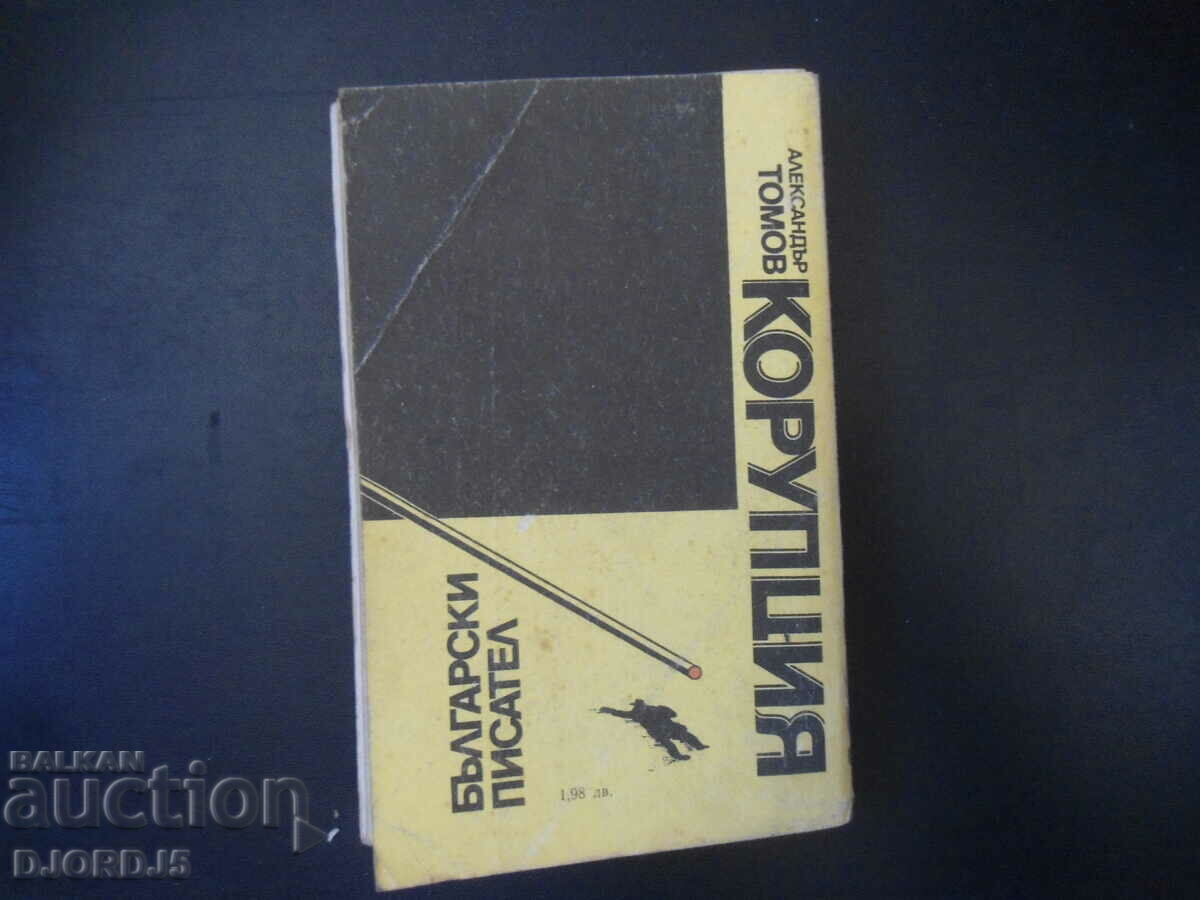 АЛЕКСАНДЪР
ТОМОВ
КОРУПЦИЯ
БЪЛГАРСКИ
ПИСАТЕЛ
1,98 лв.
BALKAN
auction
DJORDJ5